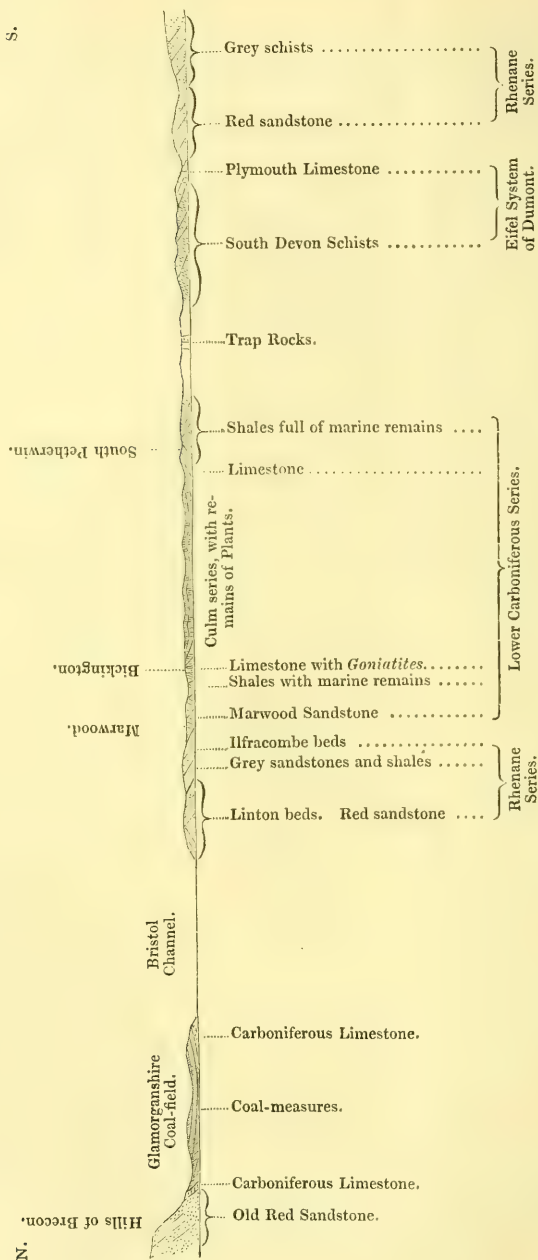 S.
Grey schists ....................
Red sandstone ..................
Rhenane
Series.
Plymouth Limestone ............
South Devon Schists ............
Eifel System
of Dumont.
Trap Rocks.
Shales full of marine remains ....
South Petherwin.
Limestone ......................
Culm series, with re-
mains of Plants.
Lower Carboniferous Series.
Bickington.
Limestone with Goniatites........
Shales with marine remains ......
Marwood Sandstone ............
Marwood.
Ilfracombe beds ................
Grey sandstones and shales ......
Linton beds. Red sandstone ....
Rhenane
Series.
Bristol
Channel.
Carboniferous Limestone.
Glamorganshire
Coal-field.
Coal-measures.
Carboniferous Limestone.
Hills of Brecon.
Old Red Sandstone.
N.